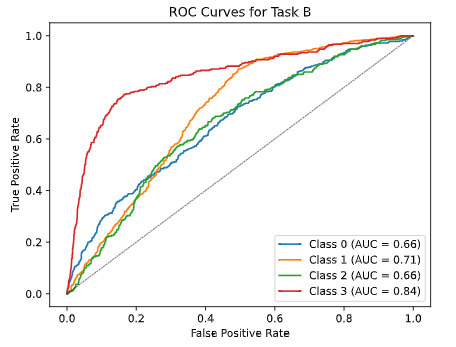 ROC Curves for Task B
True Positive Rate
1.0
0.8
0.6
0.4
0.2
0.0
Class 0 (AUC = 0.66)
Class 1 (AUC = 0.71)
Class 2 (AUC = 0.66)
Class 3 (AUC = 0.84)
0.0 0.2 0.4 0.6 0.8 1.0
False Positive Rate